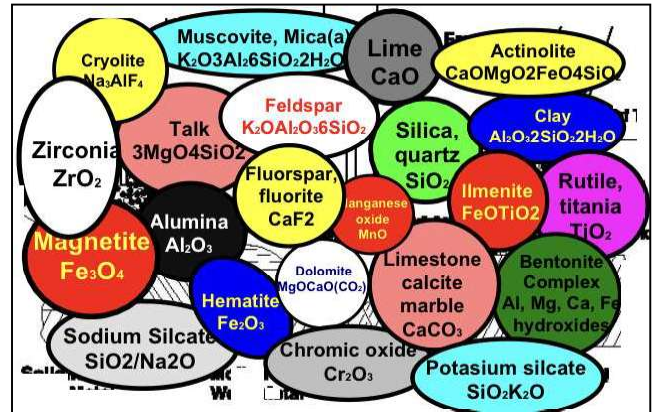 Cryolite
Na₃AlF₄
Muscovite, Mica(a)
K₂O3Al₂6SiO₂2H₂O
Lime
CaO
Actinolite
CaOMgO2FeO4SiO
Feldspar
K₂OAl₂O₃6SiO₂
Clay
Al₂O₃2SiO₂2H₂O
Talk
3MgO4SiO2
Silica,
quartz
SiO₂
Zirconia
ZrO₂
Fluorspar,
fluorite
CaF2
Ilmenite
FeOTiO2
Rutile,
titania
TiO₂
anganese
oxide
MnO
Alumina
Al₂O₃
Magnetite
Fe₃O₄
Dolomite
MgOCaO(CO₂)
Limestone
calcite
marble
CaCO₃
Bentonite
Complex
Al, Mg, Ca, Fe
hydroxides
Hematite
Fe₂O₃
Sodium Silcate
SiO2/Na2O
Chromic oxide
Cr₂O₃
Potasium silcate
SiO₂K₂O